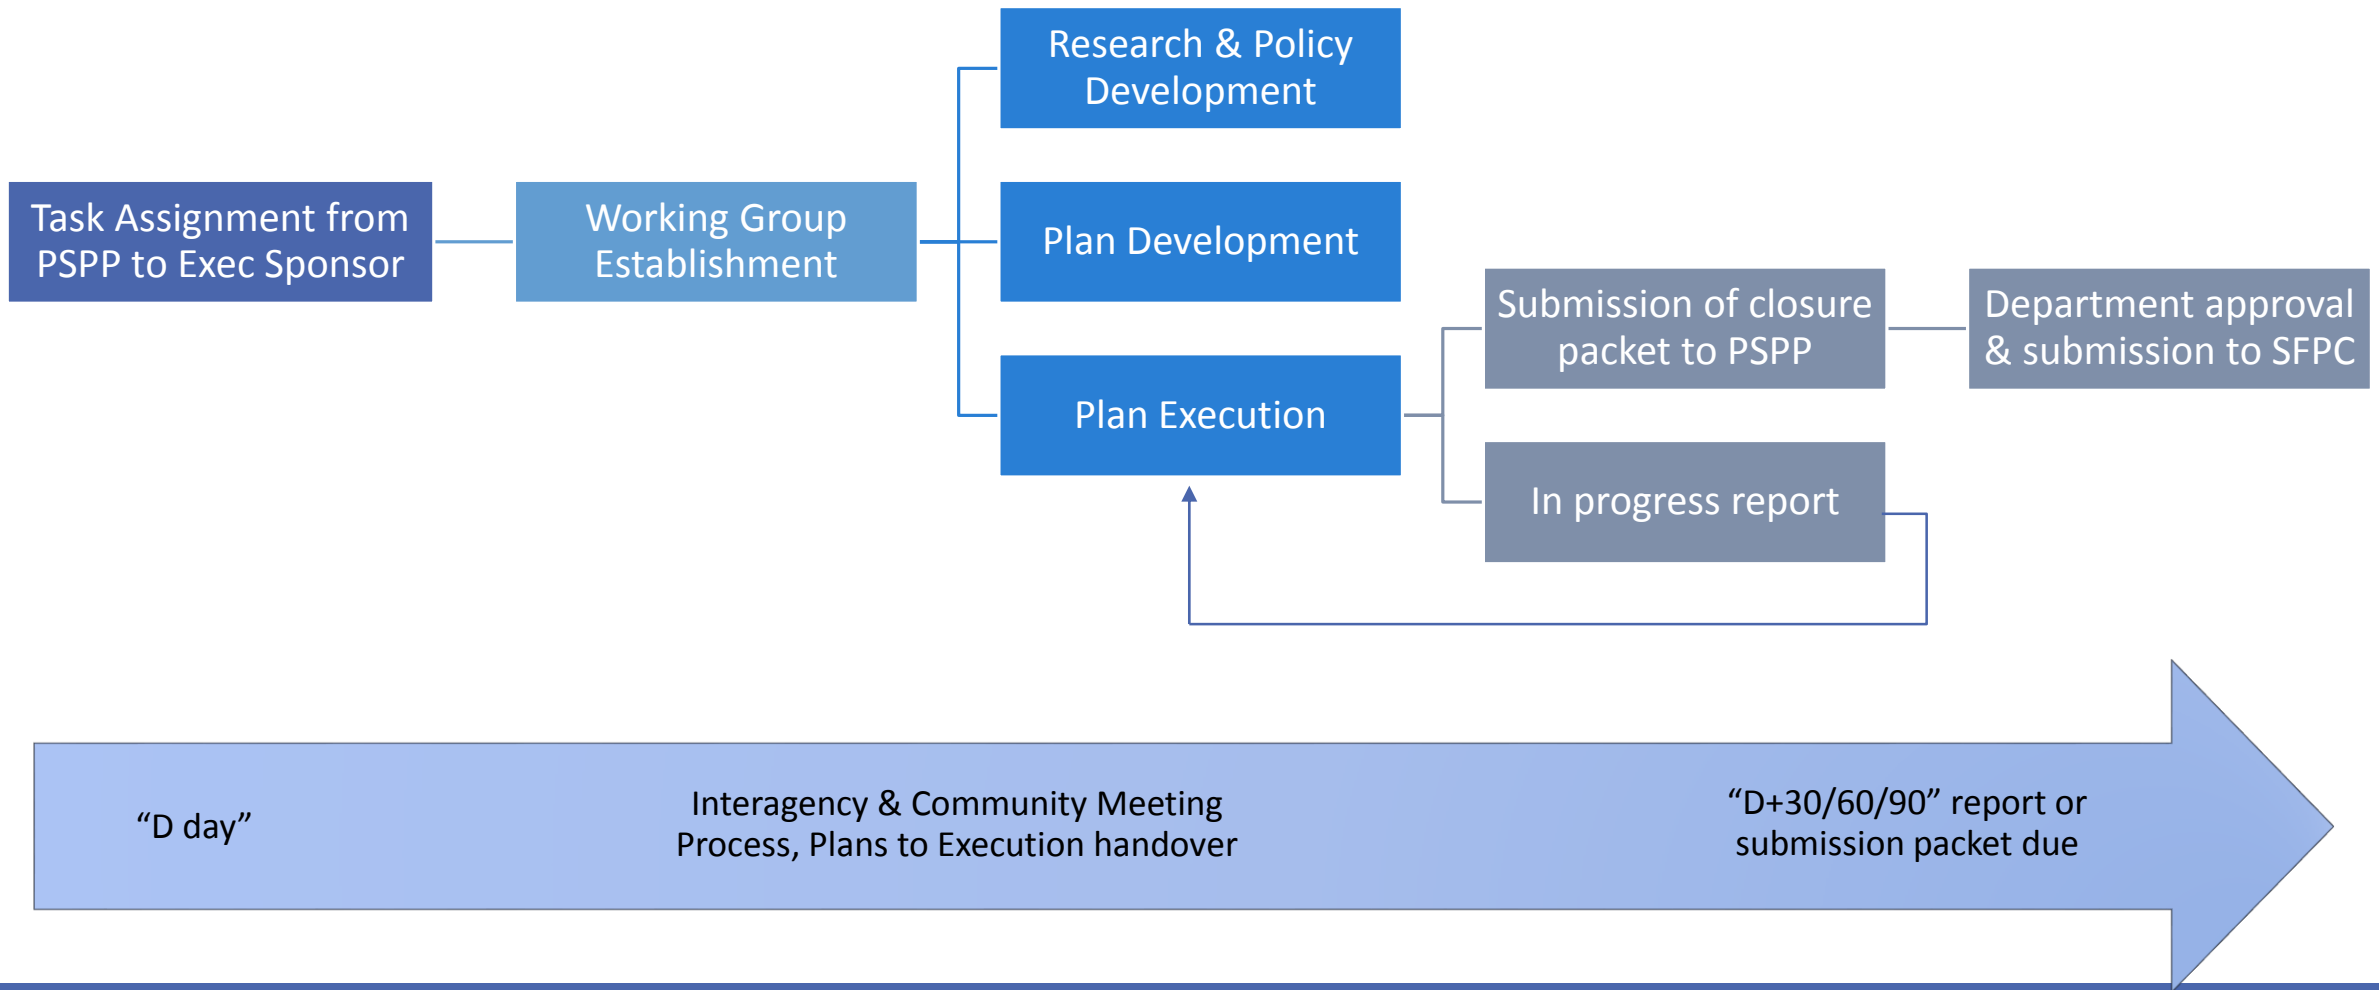 Research & Policy
Development
Task Assignment from
PSPP to Exec Sponsor
Working Group
Establishment
Plan Development
Submission of closure
packet to PSPP
Department approval
& submission to SFPC
Plan Execution
In progress report
“D day”
Interagency & Community Meeting
Process, Plans to Execution handover
“D+30/60/90” report or
submission packet due